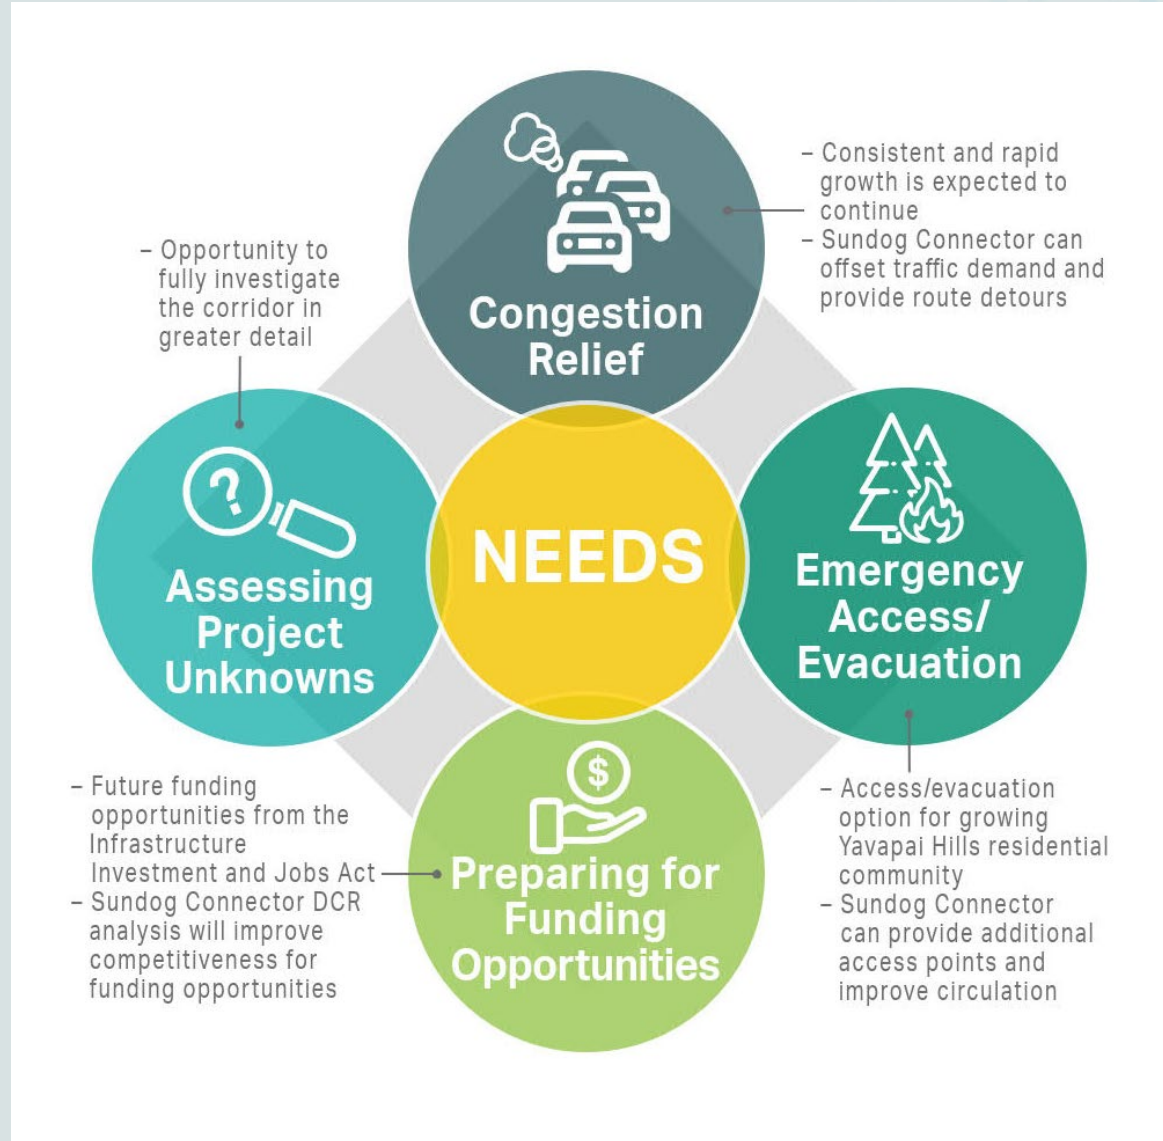 Congestion
Relief
– Consistent and rapid
growth is expected to
continue
– Sundog Connector can
offset traffic demand and
provide route detours
– Opportunity to
fully investigate
the corridor in
greater detail
?
Assessing
Project
Unknowns
NEEDS
Emergency
Access/
Evacuation
– Future funding
opportunities from the
Infrastructure
Investment and Jobs Act
– Sundog Connector DCR
analysis will improve
competitiveness for
funding opportunities
$
Preparing for
Funding
Opportunities
– Access/evacuation
option for growing
Yavapai Hills residential
community
– Sundog Connector
can provide additional
access points and
improve circulation